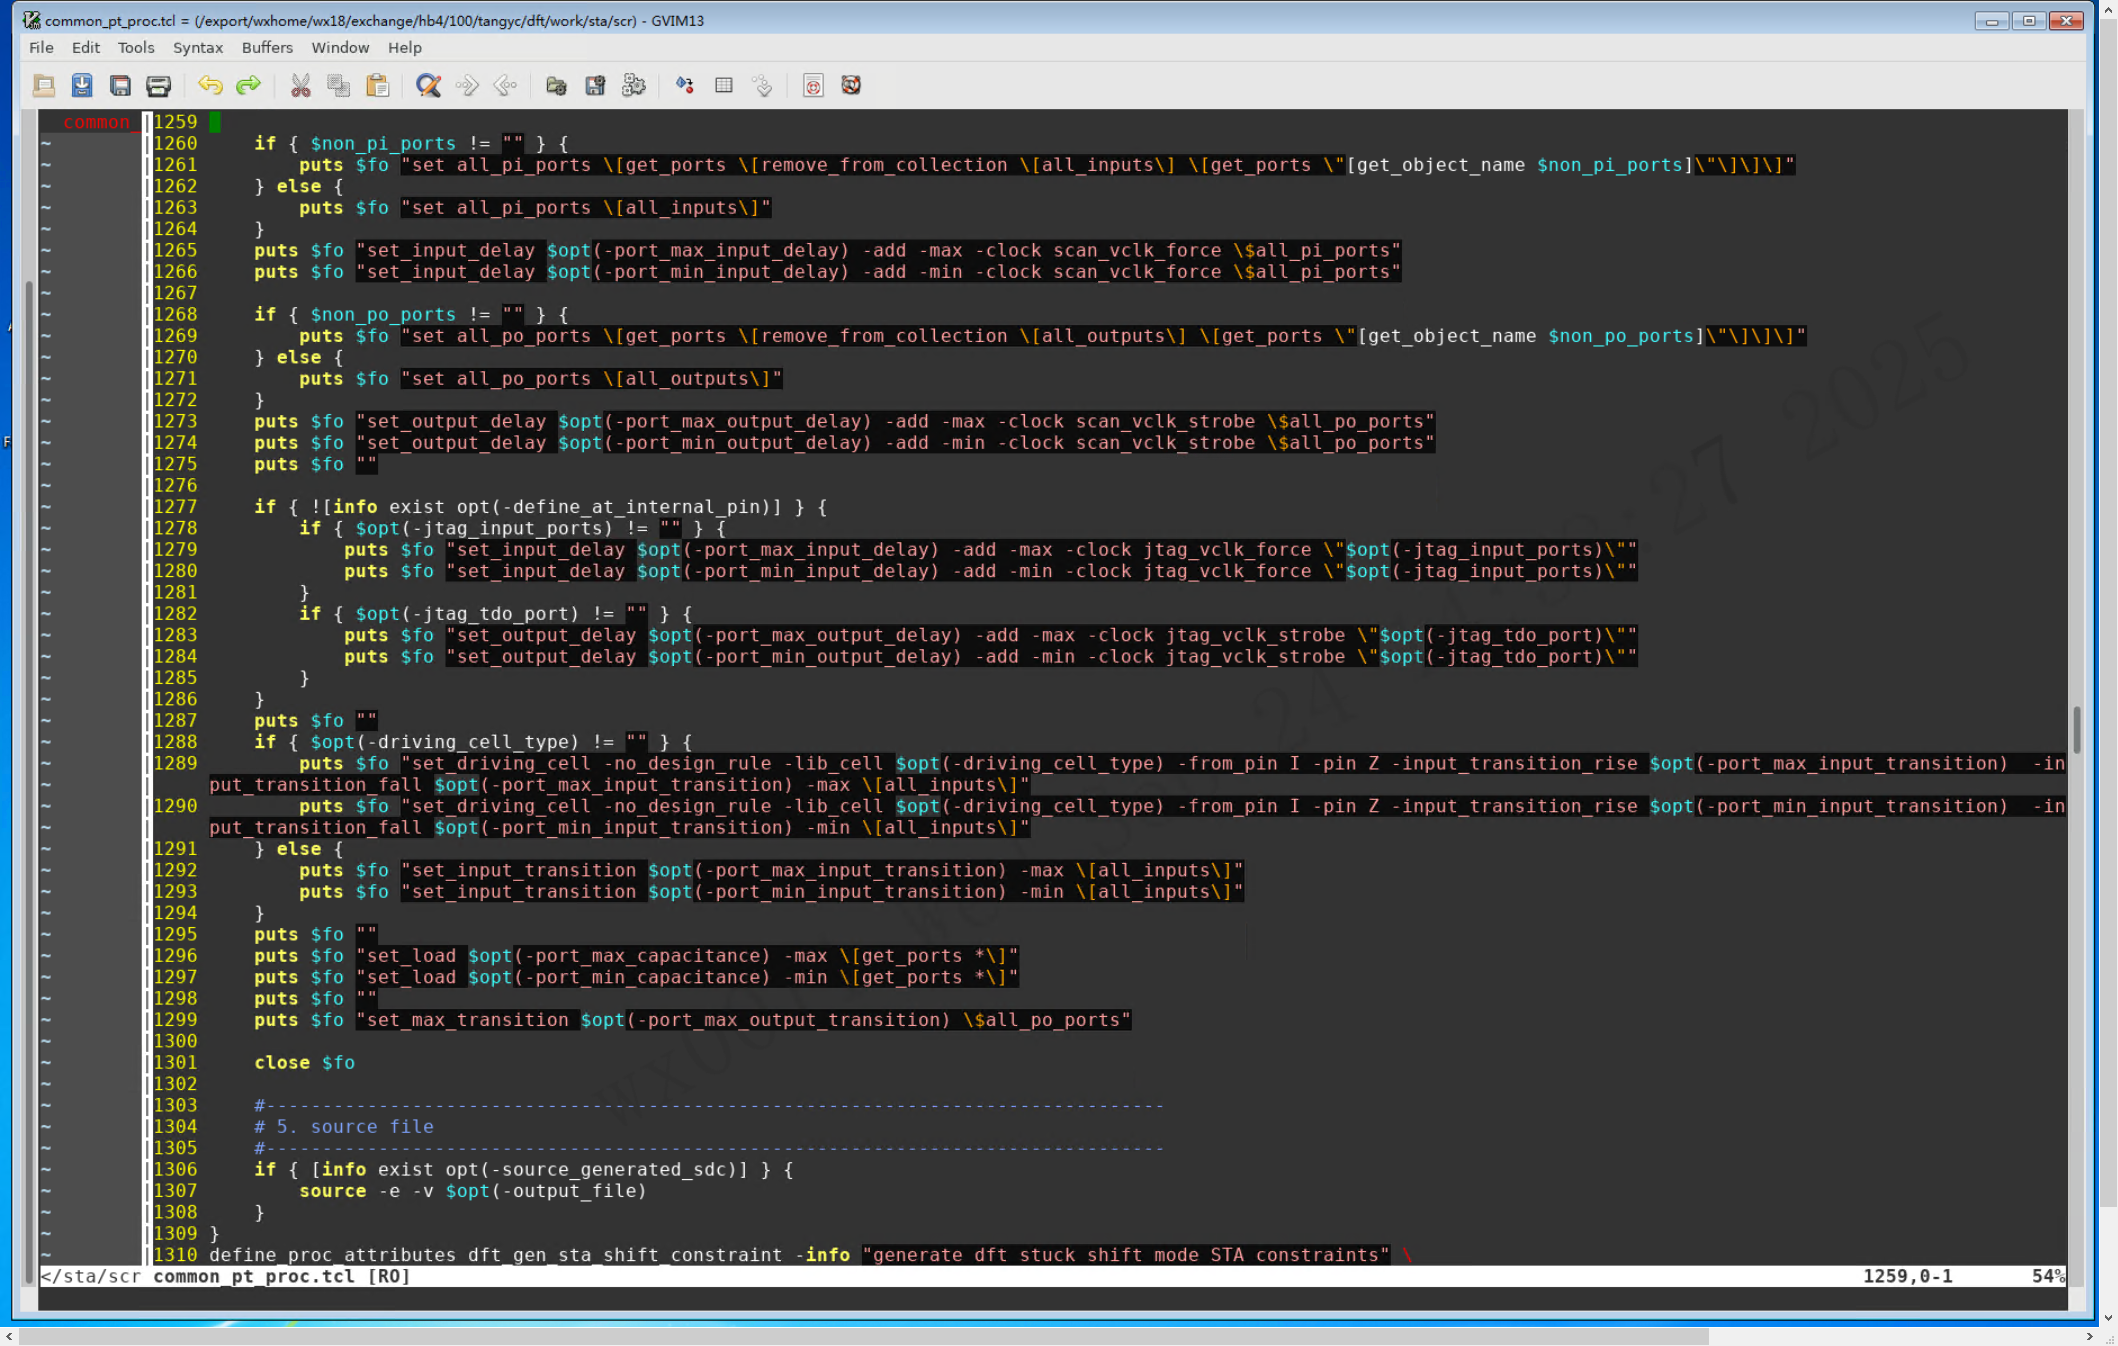 common_pt_proc.tcl = (/export/wxhome/wx18/exchange/hb4/100/tangyc/dft/work/sta/scr) - GVIM13
File Edit Tools Syntax Buffers Window Help
common_
1259
1260     if { $non_pi_ports != "" } {
1261         puts $fo "set all_pi_ports \[get_ports \[remove_from_collection \[all_inputs\] \[get_ports \"[get_object_name $non_pi_ports]\"\]\]\]"
1262     } else {
1263         puts $fo "set all_pi_ports \[all_inputs\]"
1264     }
1265     puts $fo "set_input_delay $opt(-port_max_input_delay) -add -max -clock scan_vclk_force \$all_pi_ports"
1266     puts $fo "set_input_delay $opt(-port_min_input_delay) -add -min -clock scan_vclk_force \$all_pi_ports"
1267
1268     if { $non_po_ports != "" } {
1269         puts $fo "set all_po_ports \[get_ports \[remove_from_collection \[all_outputs\] \[get_ports \"[get_object_name $non_po_ports]\"\]\]\]"
1270     } else {
1271         puts $fo "set all_po_ports \[all_outputs\]"
1272     }
1273     puts $fo "set_output_delay $opt(-port_max_output_delay) -add -max -clock scan_vclk_strobe \$all_po_ports"
1274     puts $fo "set_output_delay $opt(-port_min_output_delay) -add -min -clock scan_vclk_strobe \$all_po_ports"
1275     puts $fo ""
1276
1277     if { ![info exist opt(-define_at_internal_pin)] } {
1278         if { $opt(-jtag_input_ports) != "" } {
1279             puts $fo "set_input_delay $opt(-port_max_input_delay) -add -max -clock jtag_vclk_force \"$opt(-jtag_input_ports)\""
1280             puts $fo "set_input_delay $opt(-port_min_input_delay) -add -min -clock jtag_vclk_force \"$opt(-jtag_input_ports)\""
1281         }
1282         if { $opt(-jtag_tdo_port) != "" } {
1283             puts $fo "set_output_delay $opt(-port_max_output_delay) -add -max -clock jtag_vclk_strobe \"$opt(-jtag_tdo_port)\""
1284             puts $fo "set_output_delay $opt(-port_min_output_delay) -add -min -clock jtag_vclk_strobe \"$opt(-jtag_tdo_port)\""
1285         }
1286     }
1287     puts $fo ""
1288     if { $opt(-driving_cell_type) != "" } {
1289         puts $fo "set_driving_cell -no_design_rule -lib_cell $opt(-driving_cell_type) -from_pin I -pin Z -input_transition_rise $opt(-port_max_input_transition)  -in
put_transition_fall $opt(-port_max_input_transition) -max \[all_inputs\]"
1290         puts $fo "set_driving_cell -no_design_rule -lib_cell $opt(-driving_cell_type) -from_pin I -pin Z -input_transition_rise $opt(-port_min_input_transition)  -in
put_transition_fall $opt(-port_min_input_transition) -min \[all_inputs\]"
1291     } else {
1292         puts $fo "set_input_transition $opt(-port_max_input_transition) -max \[all_inputs\]"
1293         puts $fo "set_input_transition $opt(-port_min_input_transition) -min \[all_inputs\]"
1294     }
1295     puts $fo ""
1296     puts $fo "set_load $opt(-port_max_capacitance) -max \[get_ports *\]"
1297     puts $fo "set_load $opt(-port_min_capacitance) -min \[get_ports *\]"
1298     puts $fo ""
1299     puts $fo "set_max_transition $opt(-port_max_output_transition) \$all_po_ports"
1300
1301     close $fo
1302
1303     #--------------------------------------------------------------------------------
1304     # 5. source file
1305     #--------------------------------------------------------------------------------
1306     if { [info exist opt(-source_generated_sdc)] } {
1307         source -e -v $opt(-output_file)
1308     }
1309 }
1310 define_proc_attributes dft_gen_sta_shift_constraint -info "generate dft stuck shift mode STA constraints" \
</sta/scr common_pt_proc.tcl [RO] 1259,0-1 54%